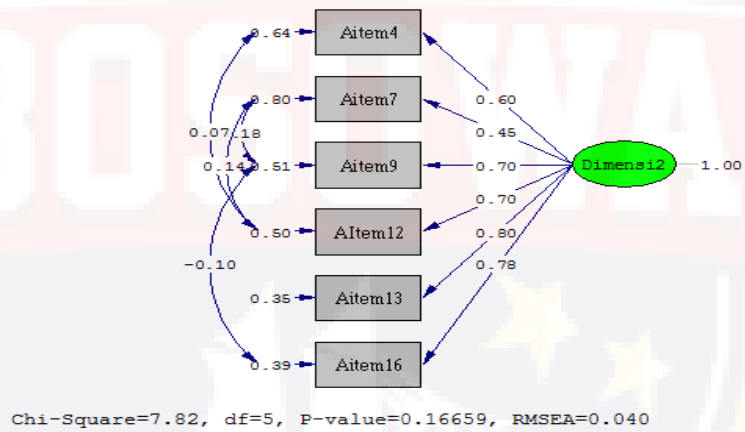 0.64 Aitem4
0.60
0.80 Aitem7
0.45
0.07 .18
0.14 0.51 Aitem9 0.70 Dimensi2 1.00
0.70
0.50 AItem12
0.80
-0.10 0.78
0.35 Aitem13
0.39 Aitem16
Chi-Square=7.82, df=5, P-value=0.16659, RMSEA=0.040
BOSOWA